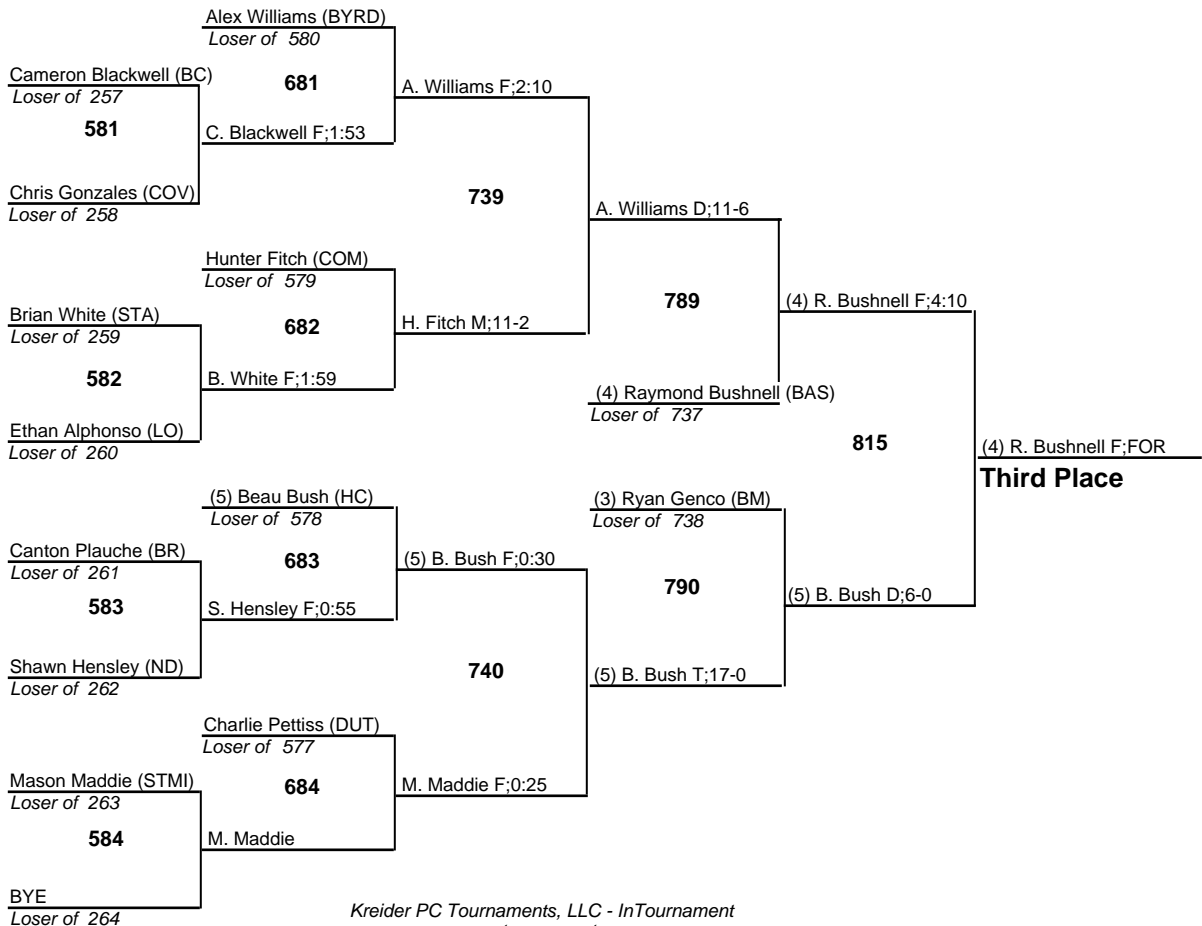 Alex Williams (BYRD)
Loser of 580
Cameron Blackwell (BC)
Loser of 257
681
A. Williams F;2:10
581
C. Blackwell F;1:53
Chris Gonzales (COV)
Loser of 258
739
A. Williams D;11-6
Hunter Fitch (COM)
Loser of 579
789
(4) R. Bushnell F;4:10
Brian White (STA)
Loser of 259
682
H. Fitch M;11-2
582
B. White F;1:59
(4) Raymond Bushnell (BAS)
Loser of 737
Ethan Alphonso (LO)
Loser of 260
815
(4) R. Bushnell F;FOR
Third Place
(5) Beau Bush (HC)
Loser of 578
(3) Ryan Genco (BM)
Loser of 738
Canton Plauche (BR)
Loser of 261
683
(5) B. Bush F;0:30
790
583
S. Hensley F;0:55
(5) B. Bush D;6-0
Shawn Hensley (ND)
Loser of 262
740
(5) B. Bush T;17-0
Charlie Pettiss (DUT)
Loser of 577
Mason Maddie (STMI)
Loser of 263
684
M. Maddie F;0:25
584
M. Maddie
BYE
Loser of 264
Kreider PC Tournaments, LLC - InTournament